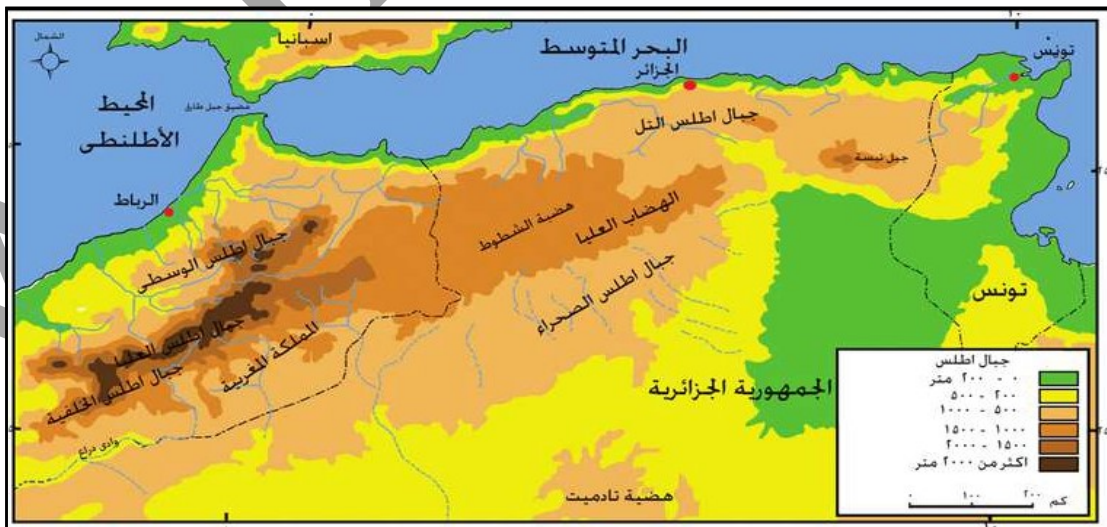 الشمال
اسبانيا
البحر المتوسط
الجزائر
تونس
المحيط
الأطلنطى
مضيق جبل طارق
جبال اطلس التل
جبل تبسة
الرباط
جبال اطلس الوسطى
هضبة الشطوط
الهضاب العليا
جبال اطلس الصحراء
تونس
جبال اطلس العليا
جبال اطلس الخلفية
المملكة المغربية
الجمهورية الجزائرية
وادى دراع
هضبة تادميت
جبال اطلس
٠ - ٢٠٠ متر
٢٠٠ - ٥٠٠
٥٠٠ - ١٠٠٠
١٠٠٠ - ١٥٠٠
١٥٠٠ - ٢٠٠٠
اكثر من ٢٠٠٠ متر
٠ ١٠٠ ٢٠٠ كم